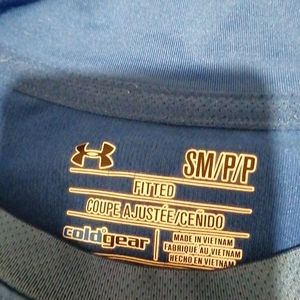 SM/P/P
FITTED
COUPE AJUSTÉE/CEÑIDO
coldgear
MADE IN VIETNAM
FABRIQUÉ AU VIETNAM
HECHO EN VIETNAM